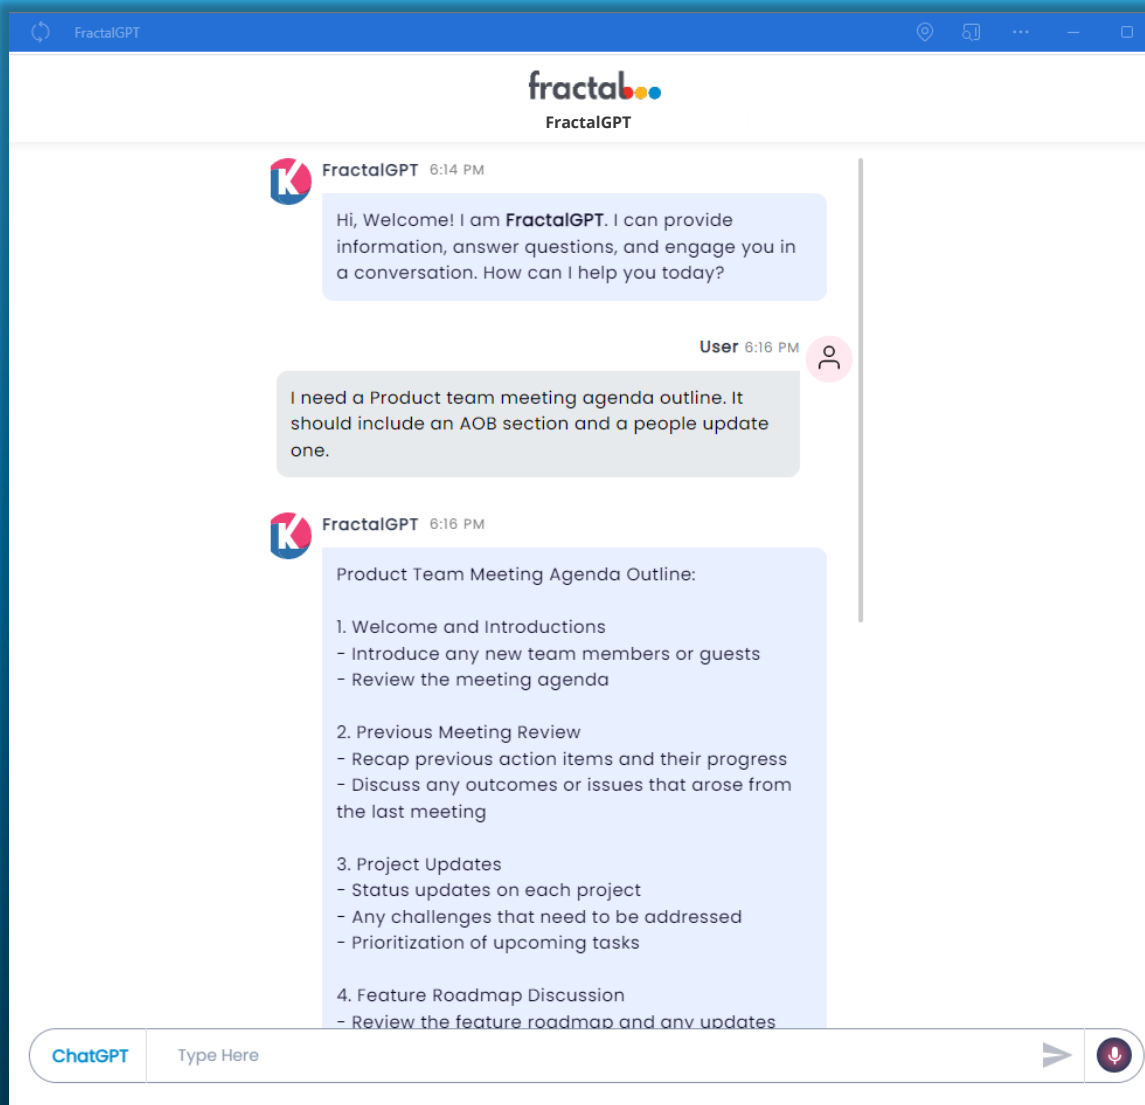 FractalGPT
fractal
FractalGPT
FractalGPT 6:14 PM
Hi, Welcome! I am FractalGPT. I can provide
information, answer questions, and engage you in
a conversation. How can I help you today?
User 6:16 PM
I need a Product team meeting agenda outline. It
should include an AOB section and a people update
one.
FractalGPT 6:16 PM
Product Team Meeting Agenda Outline:
1. Welcome and Introductions
- Introduce any new team members or guests
- Review the meeting agenda
2. Previous Meeting Review
- Recap previous action items and their progress
- Discuss any outcomes or issues that arose from
the last meeting
3. Project Updates
- Status updates on each project
- Any challenges that need to be addressed
- Prioritization of upcoming tasks
4. Feature Roadmap Discussion
- Review the feature roadmap and any updates
ChatGPT Type Here